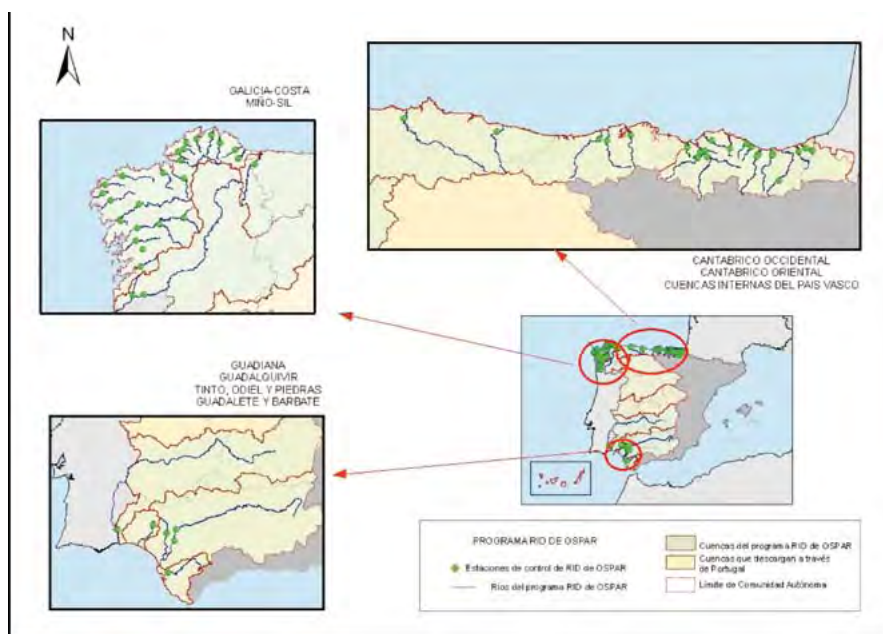 N
GALICIA-COSTA
MIÑO-SIL
CANTABRICO OCCIDENTAL
CANTABRICO ORIENTAL
CUENCAS INTERNAS DEL PAIS VASCO
GUADIANA
GUADALQUIVIR
TINTO, ODIEL Y PIEDRAS
GUADALETE Y BARBATE
PROGRAMA RID DE OSPAR
Estaciones de control de RID de OSPAR
Ríos del programa RID de OSPAR
Cuencas del programa RID de OSPAR
Cuencas que descargan a través
de Portugal
Límite de Comunidad Autónoma